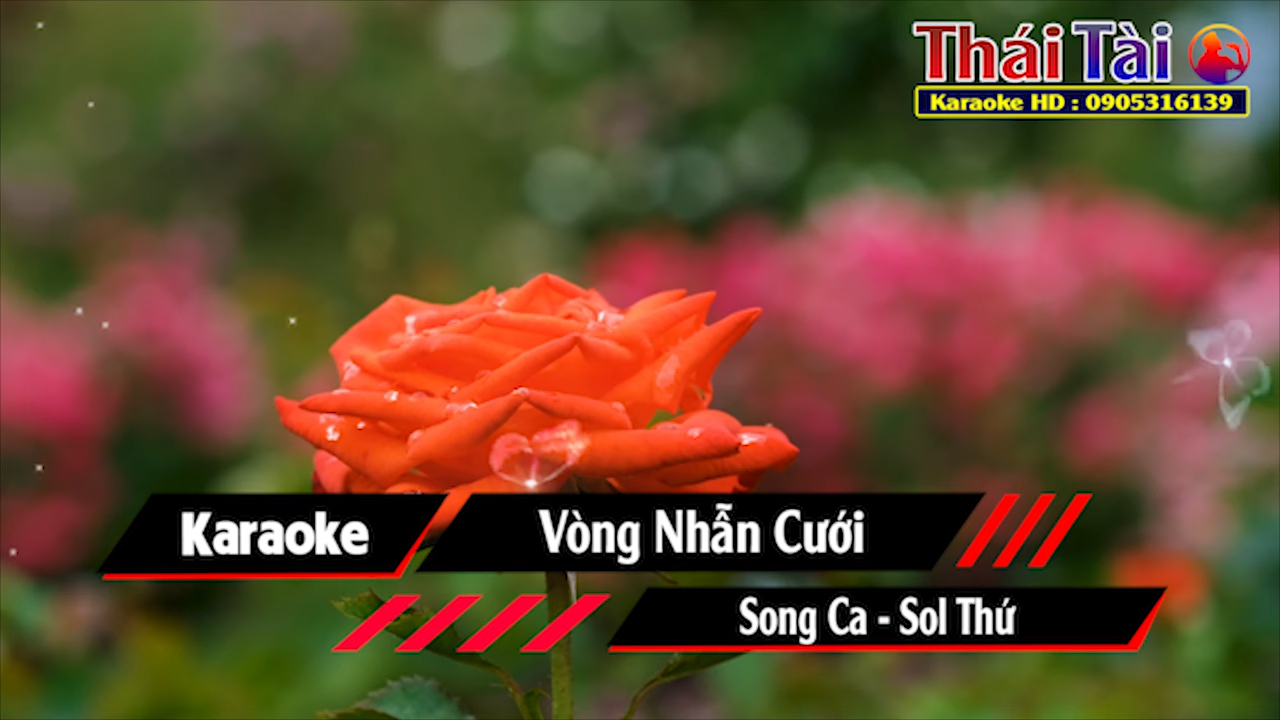 Thái Tài
Karaoke HD : 0905316139
Karaoke
Vòng Nhẫn Cưới
Song Ca - Sol Thứ